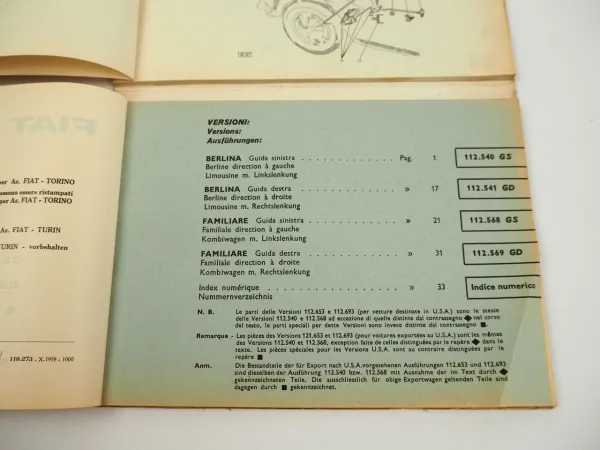 FIAT
per Az. FIAT - TORINO
possono essere ristampati
per Az. FIAT - TORINO
Az. FIAT - TURIN
TURIN - vorbehalten
110.273 - X.1959 - 1000
VERSIONI:
Versions:
Ausführungen:
BERLINA Guida sinistra . . . . . . . . . . . . Pag. 1 112.540 GS
Berline direction à gauche
Limousine m. Linkslenkung
BERLINA Guida destra . . . . . . . . . . . . . » 17 112.541 GD
Berline direction à droite
Limousine m. Rechtslenkung
FAMILIARE Guida sinistra . . . . . . . . . . . » 21 112.568 GS
Familiale direction à gauche
Kombiwagen m. Linkslenkung
FAMILIARE Guida destra . . . . . . . . . . . . » 31 112.569 GD
Familiale direction à droite
Kombiwagen m. Rechtslenkung
Index numérique . . . . . . . . . . . . . . . . » 33 Indice numerico
Nummernverzeichnis
N. B. Le parti delle Versioni 112.653 e 112.693 (per vetture destinate in U.S.A.) sono le stesse
delle Versioni 112.540 e 112.568 ad eccezione di quelle distinte dal contrassegno ◆ nel corso
del testo, le parti speciali per dette Versioni sono invece distinte dal contrassegno ■.
Remarque - Les pièces des Versions 121.653 et 112.693 (pour voitures exportées au U.S.A.) sont les mêmes
des Versions 112.540 et 112.568, exception faite de celles distinguées par le repère ◆ dans le
texte. Les pièces spéciales pour les Versions U.S.A. sont au contraire distinguées par le
repère ■
Anm. Die Bestandteile der für Export nach U.S.A. vorgesehenen Ausführungen 112.653 und 112.693
sind dieselben der Ausführung 112.540 bzw. 112.568 mit Ausnahme der im Text durch ◆
gekennzeichneten Teile. Die ausschliesslich für obige Exportwagen geltenden Teile sind
dagegen durch ■ gekennzeichnet.